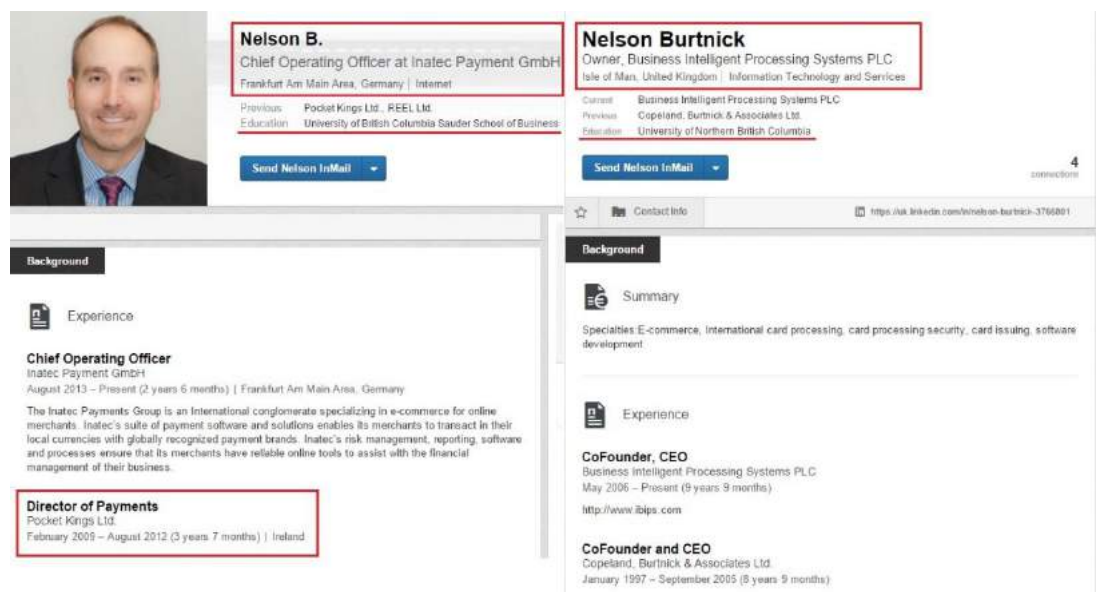 Nelson B.
Chief Operating Officer at Inatec Payment GmbH
Frankfurt Am Main Area, Germany | Internet
Previous Pocket Kings Ltd., REEL Ltd.
Education University of British Columbia Sauder School of Business
Send Nelson InMail
Background
Experience
Chief Operating Officer
Inatec Payment GmbH
August 2013 – Present (2 years 6 months) | Frankfurt Am Main Area, Germany
The Inatec Payments Group is an International conglomerate specializing in e-commerce for online
merchants. Inatec's suite of payment software and solutions enables its merchants to transact in their
local currencies with globally recognized payment brands. Inatec's risk management, reporting, software
and processes ensure that its merchants have reliable online tools to assist with the financial
management of their business.
Director of Payments
Pocket Kings Ltd.
February 2009 – August 2012 (3 years 7 months) | Ireland
Nelson Burtnick
Owner, Business Intelligent Processing Systems PLC
Isle of Man, United Kingdom | Information Technology and Services
Current Business Intelligent Processing Systems PLC
Previous Copeland, Burtnick & Associates Ltd.
Education University of Northern British Columbia
Send Nelson InMail
4
connections
Contact Info
https://uk.linkedin.com/in/nelson-burtnick-3766801
Background
Summary
Specialties:E-commerce, International card processing, card processing security, card issuing, software
development
Experience
CoFounder, CEO
Business Intelligent Processing Systems PLC
May 2006 – Present (9 years 9 months)
http://www.ibips.com
CoFounder and CEO
Copeland, Burtnick & Associates Ltd.
January 1997 – September 2005 (8 years 9 months)